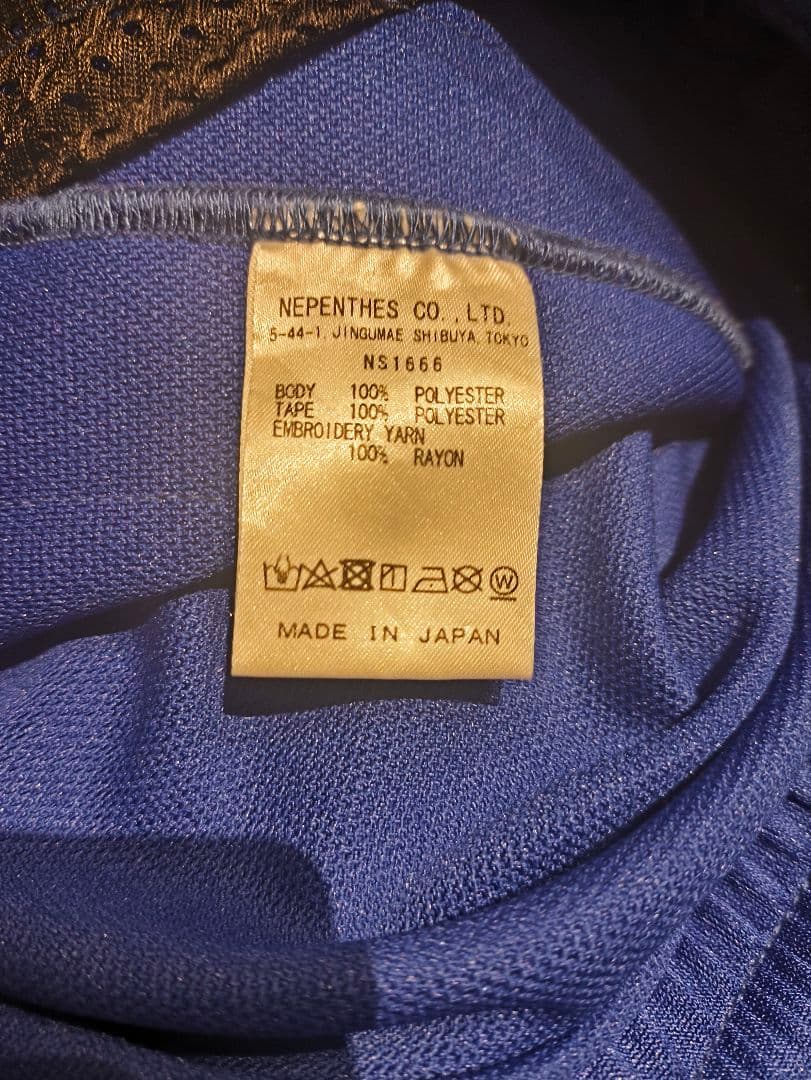 NEPENTHES CO., LTD.
5-44-1, JINGUMAE SHIBUYA, TOKYO
NS1666
BODY 100% POLYESTER
TAPE 100% POLYESTER
EMBROIDERY YARN
100% RAYON
W
MADE IN JAPAN